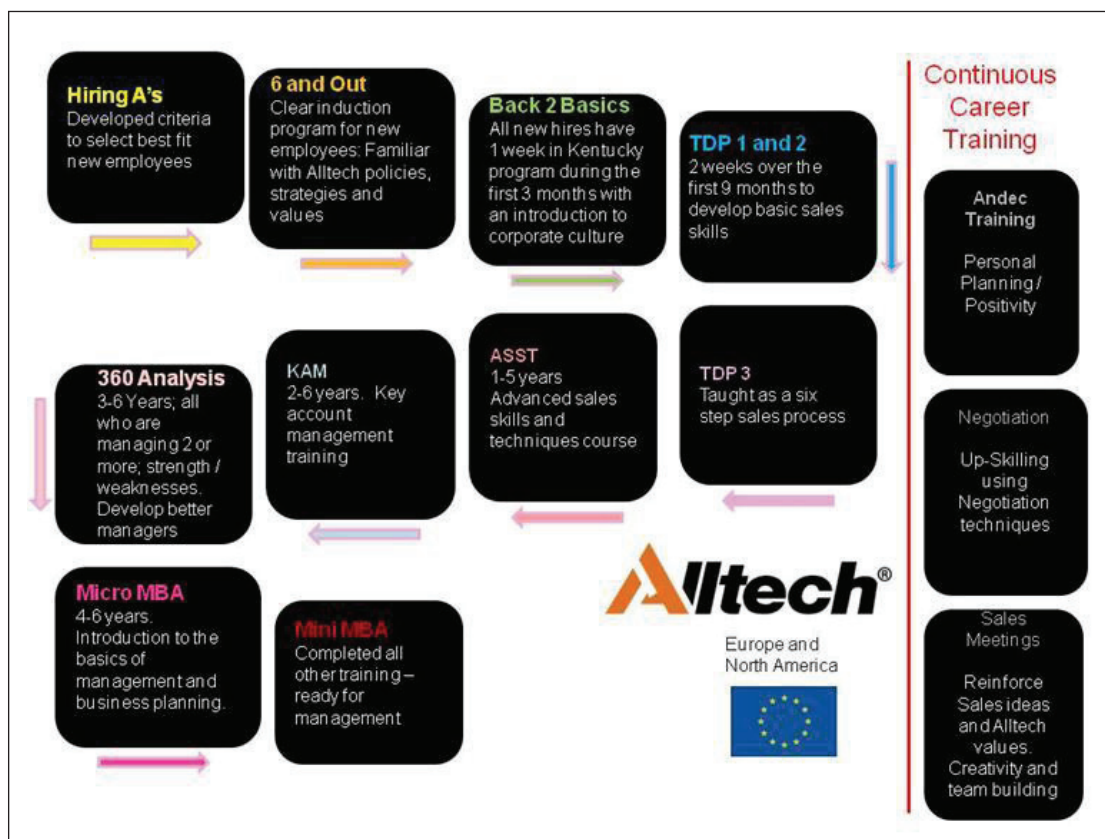 Hiring A's
Developed criteria
to select best fit
new employees
6 and Out
Clear induction
program for new
employees: Familiar
with Alltech policies,
strategies and
values
Back 2 Basics
All new hires have
1 week in Kentucky
program during the
first 3 months with
an introduction to
corporate culture
TDP 1 and 2
2 weeks over the
first 9 months to
develop basic sales
skills
360 Analysis
3-6 Years; all
who are
managing 2 or
more; strength /
weaknesses.
Develop better
managers
KAM
2-6 years. Key
account
management
training
ASST
1-5 years
Advanced sales
skills and
techniques course
TDP 3
Taught as a six
step sales process
Micro MBA
4-6 years.
Introduction to the
basics of
management and
business planning.
Mini MBA
Completed all
other training –
ready for
management
Alltech®
Europe and
North America
Continuous
Career
Training
Andec
Training
Personal
Planning /
Positivity
Negotiation
Up-Skilling
using
Negotiation
techniques
Sales
Meetings
Reinforce
Sales ideas
and Alltech
values.
Creativity and
team building